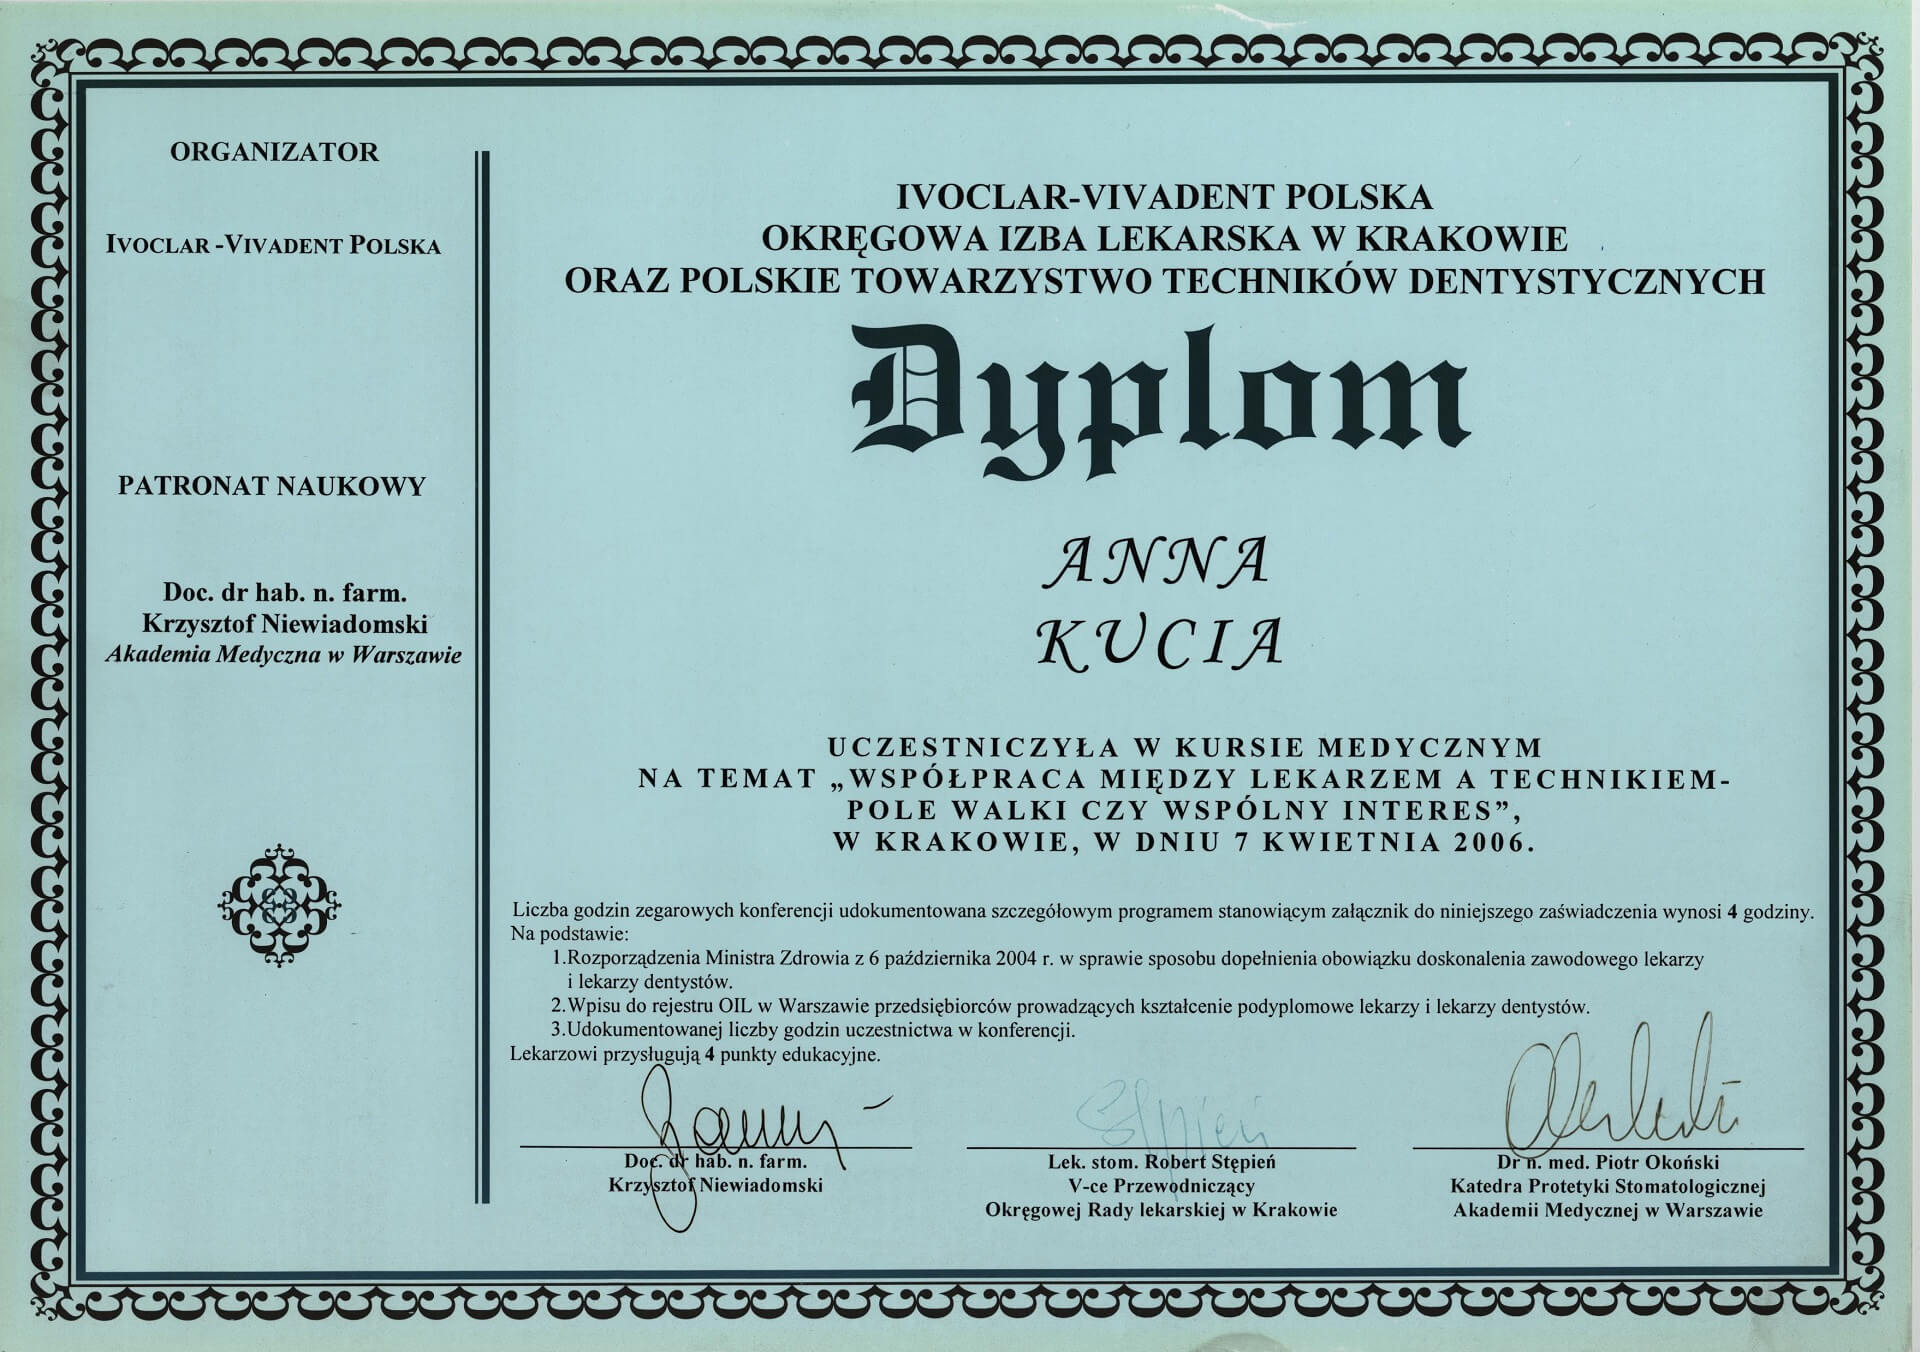 ORGANIZATOR
IVOCLAR -VIVADENT POLSKA
PATRONAT NAUKOWY
Doc. dr hab. n. farm.
Krzysztof Niewiadomski
Akademia Medyczna w Warszawie
IVOCLAR-VIVADENT POLSKA
OKRĘGOWA IZBA LEKARSKA W KRAKOWIE
ORAZ POLSKIE TOWARZYSTWO TECHNIKÓW DENTYSTYCZNYCH
Dyplom
ANNA
KUCIA
UCZESTNICZYŁA W KURSIE MEDYCZNYM
NA TEMAT „WSPÓŁPRACA MIĘDZY LEKARZEM A TECHNIKIEM-
POLE WALKI CZY WSPÓLNY INTERES”,
W KRAKOWIE, W DNIU 7 KWIETNIA 2006.
Liczba godzin zegarowych konferencji udokumentowana szczegółowym programem stanowiącym załącznik do niniejszego zaświadczenia wynosi 4 godziny.
Na podstawie:
1.Rozporządzenia Ministra Zdrowia z 6 października 2004 r. w sprawie sposobu dopełnienia obowiązku doskonalenia zawodowego lekarzy
i lekarzy dentystów.
2.Wpisu do rejestru OIL w Warszawie przedsiębiorców prowadzących kształcenie podyplomowe lekarzy i lekarzy dentystów.
3.Udokumentowanej liczby godzin uczestnictwa w konferencji.
Lekarzowi przysługują 4 punkty edukacyjne.
Stępień
Doc. dr hab. n. farm.
Krzysztof Niewiadomski
Lek. stom. Robert Stępień
V-ce Przewodniczący
Okręgowej Rady lekarskiej w Krakowie
Dr n. med. Piotr Okoński
Katedra Protetyki Stomatologicznej
Akademii Medycznej w Warszawie